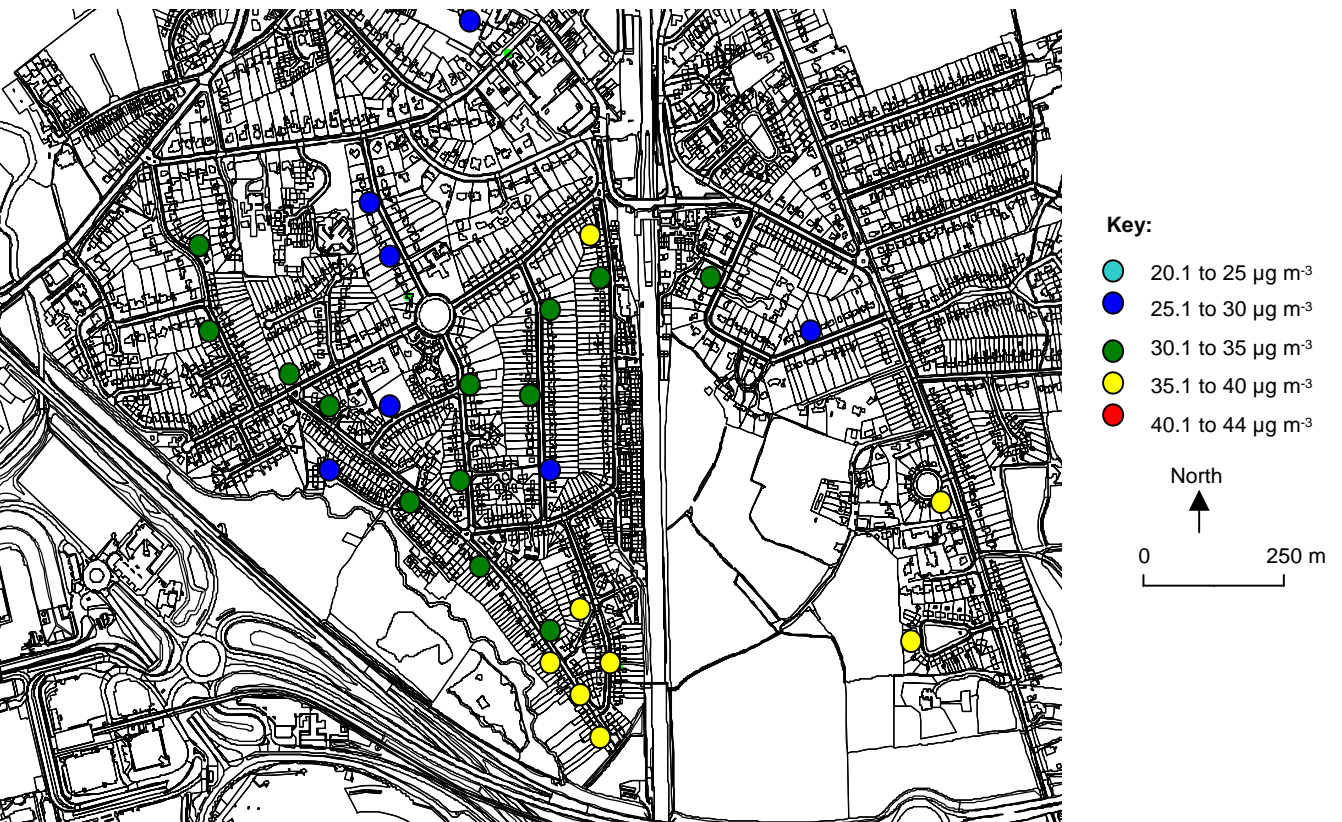 Key:
20.1 to 25 µg m-3
25.1 to 30 µg m-3
30.1 to 35 µg m-3
35.1 to 40 µg m-3
40.1 to 44 µg m-3
North
0 250 m